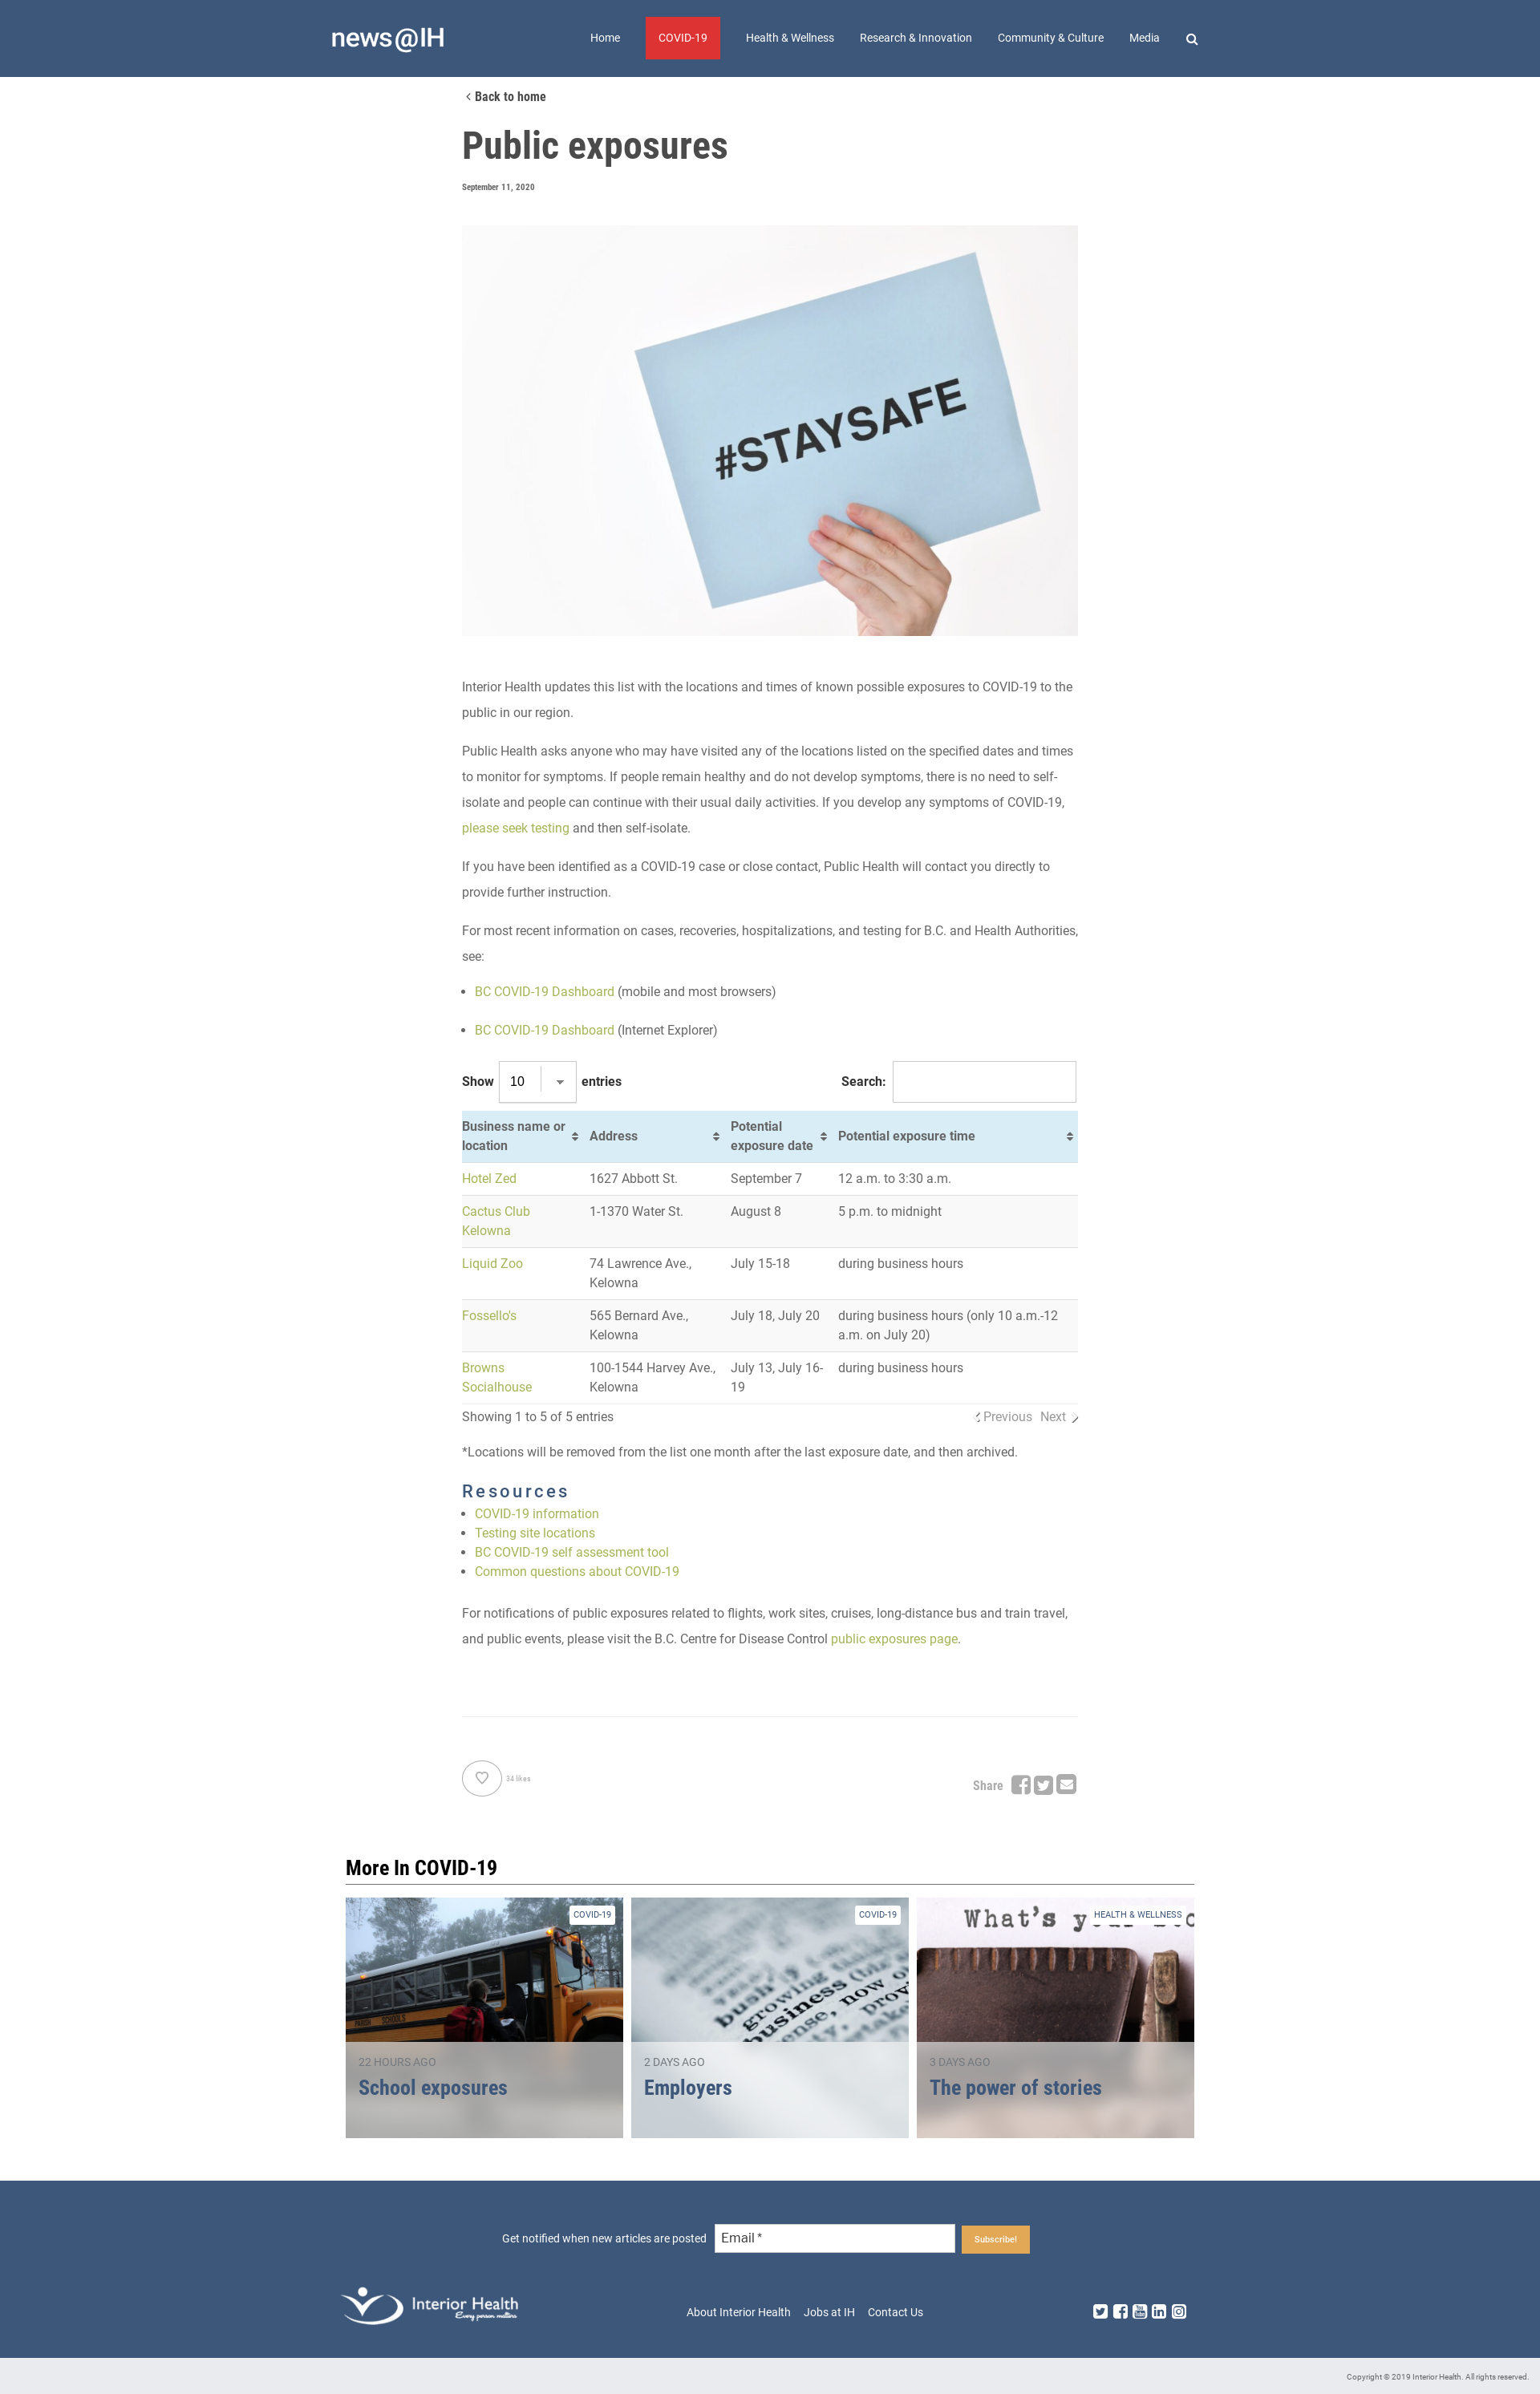 news@IH
Home
COVID-19
Health & Wellness
Research & Innovation
Community & Culture
Media
Back to home
Public exposures
September 11, 2020
#STAYSAFE
Interior Health updates this list with the locations and times of known possible exposures to COVID-19 to the
public in our region.
Public Health asks anyone who may have visited any of the locations listed on the specified dates and times
to monitor for symptoms. If people remain healthy and do not develop symptoms, there is no need to self-
isolate and people can continue with their usual daily activities. If you develop any symptoms of COVID-19,
please seek testing and then self-isolate.
If you have been identified as a COVID-19 case or close contact, Public Health will contact you directly to
provide further instruction.
For most recent information on cases, recoveries, hospitalizations, and testing for B.C. and Health Authorities,
see:
• BC COVID-19 Dashboard (mobile and most browsers)
• BC COVID-19 Dashboard (Internet Explorer)
Show 10 entries
Search:
Business name or
location
Address
Potential
exposure date
Potential exposure time
Hotel Zed
1627 Abbott St.
September 7
12 a.m. to 3:30 a.m.
Cactus Club
Kelowna
1-1370 Water St.
August 8
5 p.m. to midnight
Liquid Zoo
74 Lawrence Ave.,
Kelowna
July 15-18
during business hours
Fossello's
565 Bernard Ave.,
Kelowna
July 18, July 20
during business hours (only 10 a.m.-12
a.m. on July 20)
Browns
Socialhouse
100-1544 Harvey Ave.,
Kelowna
July 13, July 16-
19
during business hours
Showing 1 to 5 of 5 entries
Previous
Next
*Locations will be removed from the list one month after the last exposure date, and then archived.
Resources
• COVID-19 information
• Testing site locations
• BC COVID-19 self assessment tool
• Common questions about COVID-19
For notifications of public exposures related to flights, work sites, cruises, long-distance bus and train travel,
and public events, please visit the B.C. Centre for Disease Control public exposures page.
34 likes
Share
More In COVID-19
COVID-19
22 HOURS AGO
School exposures
COVID-19
growing
business, now
2 DAYS AGO
Employers
What's your
HEALTH & WELLNESS
3 DAYS AGO
The power of stories
Get notified when new articles are posted
Email *
Subscribe!
Interior Health
Every person matters
About Interior Health
Jobs at IH
Contact Us
Copyright © 2019 Interior Health. All rights reserved.